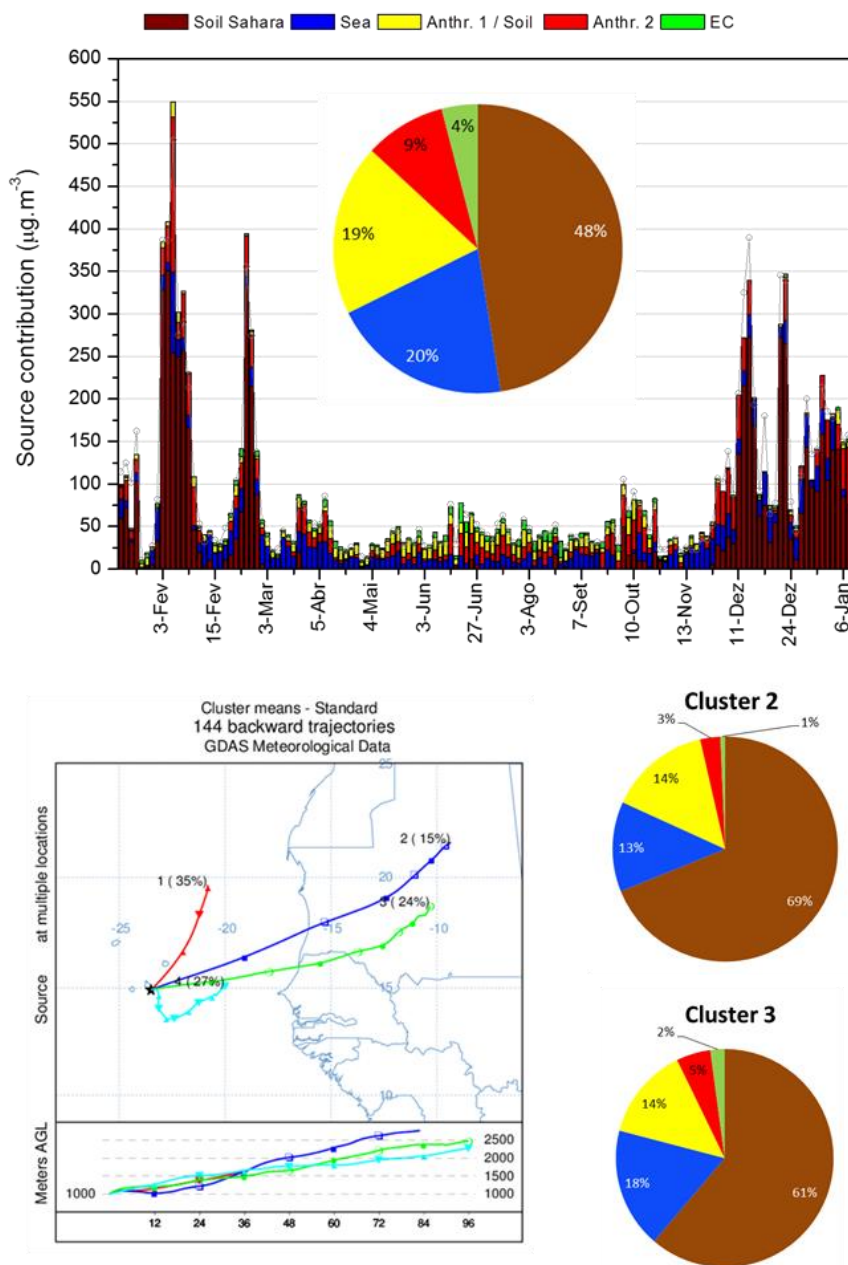 Soil Sahara Sea Anthr. 1 / Soil Anthr. 2 EC
600
550
500
450
400
350
300
250
200
150
100
50
0
Source contribution (µg.m⁻³)
4%
9%
19%
48%
20%
3-Fev 15-Fev 3-Mar 5-Abr 4-Mai 3-Jun 27-Jun 3-Ago 7-Set 10-Out 13-Nov 11-Dez 24-Dez 6-Jan
Cluster means - Standard
144 backward trajectories
GDAS Meteorological Data
Source at multiple locations
25
2 ( 15%)
1 ( 35%)
20
3 ( 24%)
-25 -20 -15 -10
4 ( 27%)
15
10
Meters AGL
2500
2000
1500
1000 1000
12 24 36 48 60 72 84 96
Cluster 2
3% 1%
14%
13%
69%
Cluster 3
2%
5%
14%
18%
61%